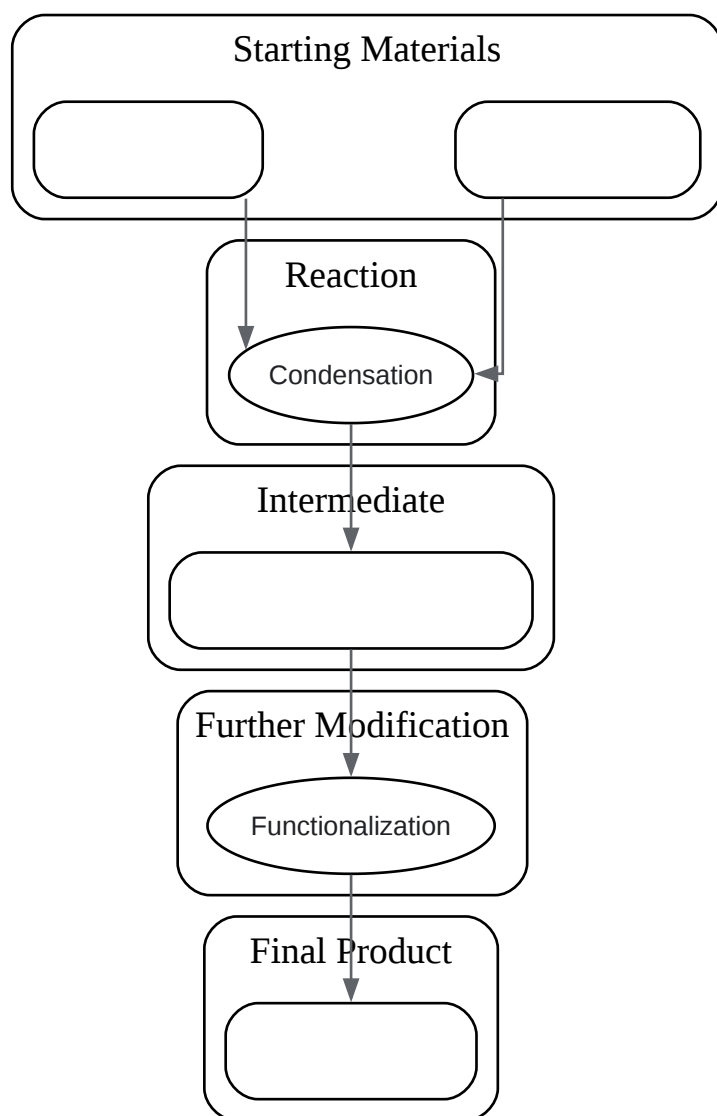 Starting Materials
Reaction
Condensation
Intermediate
Further Modification
Functionalization
Final Product